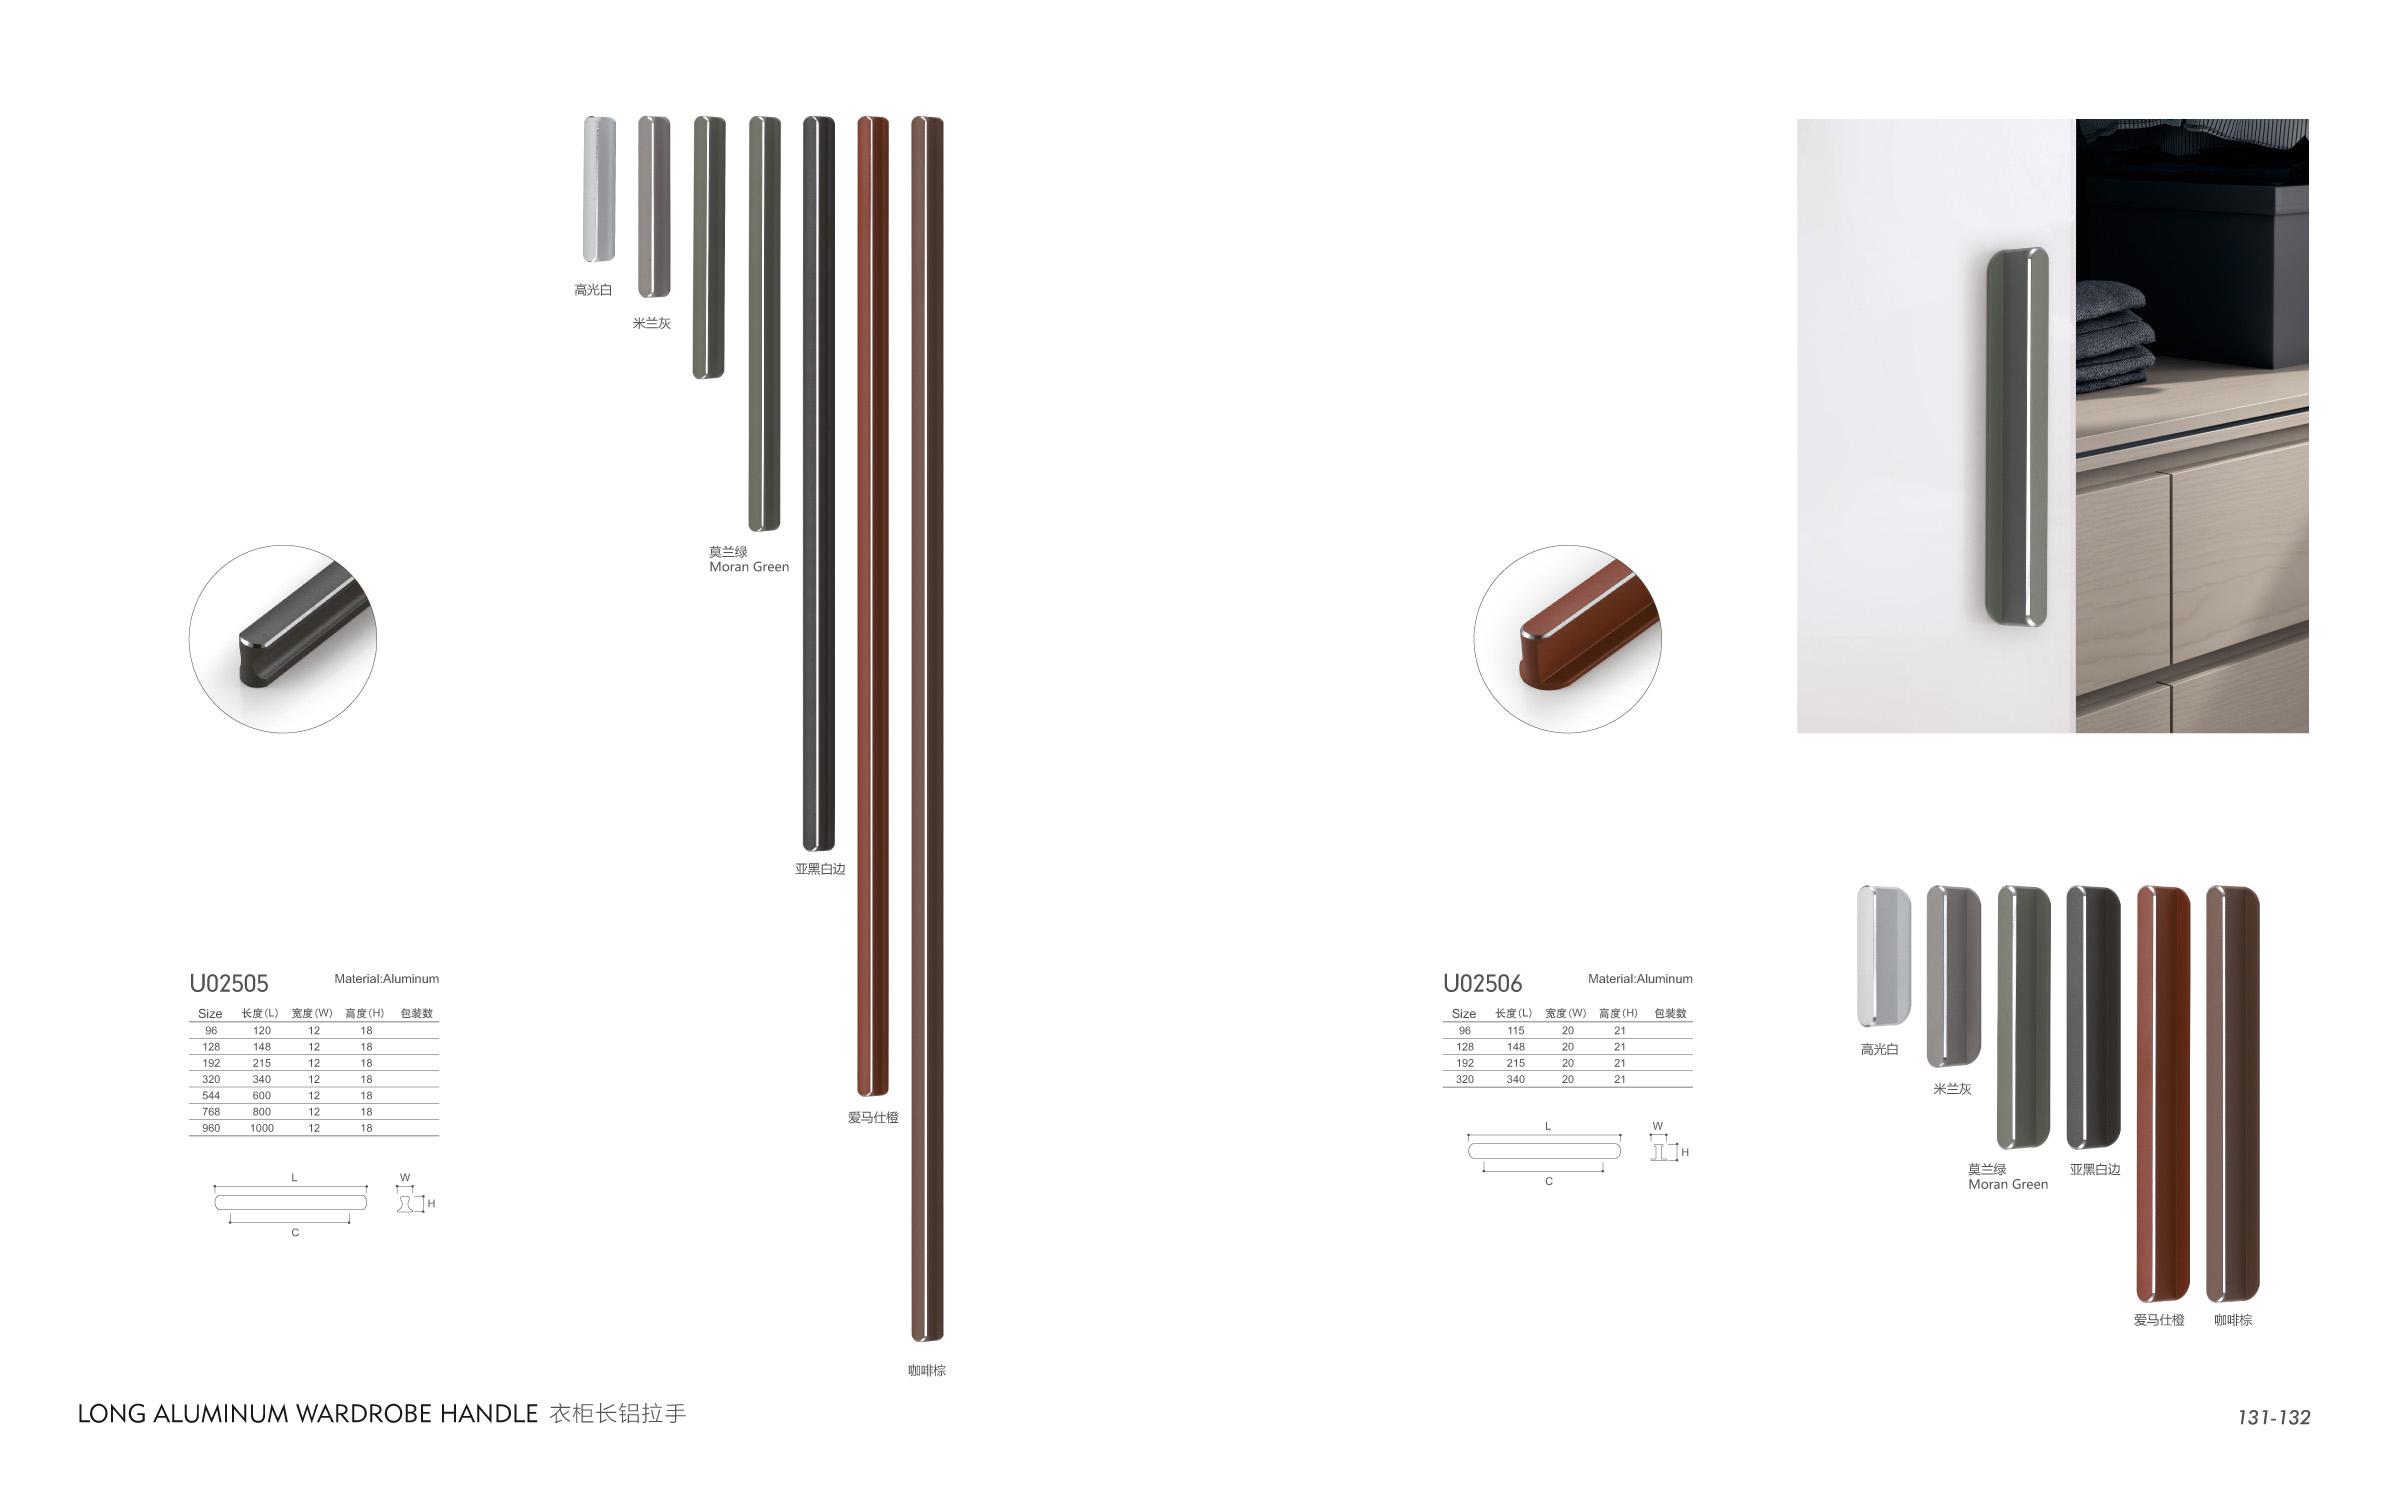 高光白
米兰灰
莫兰绿
Moran Green
亚黑白边
爱马仕橙
咖啡棕
U02505 Material:Aluminum
Size 长度(L) 宽度(W) 高度(H) 包装数
96 120 12 18
128 148 12 18
192 215 12 18
320 340 12 18
544 600 12 18
768 800 12 18
960 1000 12 18
L W
H
C
U02506 Material:Aluminum
Size 长度(L) 宽度(W) 高度(H) 包装数
96 115 20 21
128 148 20 21
192 215 20 21
320 340 20 21
L W
H
C
高光白
米兰灰
莫兰绿
Moran Green
亚黑白边
爱马仕橙
咖啡棕
LONG ALUMINUM WARDROBE HANDLE 衣柜长铝拉手
131-132